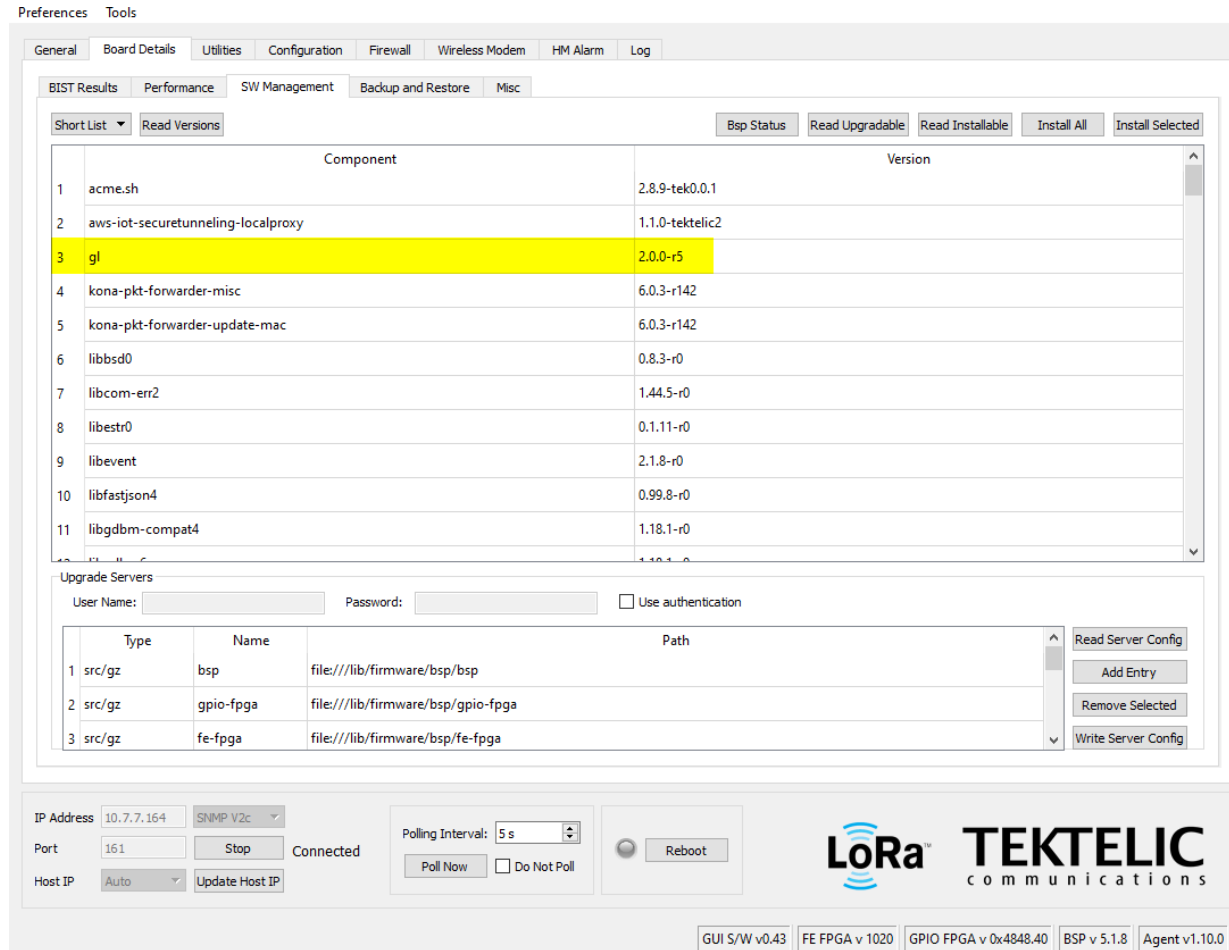 Preferences Tools
General Board Details Utilities Configuration Firewall Wireless Modem HM Alarm Log
BIST Results Performance SW Management Backup and Restore Misc
Short List Read Versions Bsp Status Read Upgradable Read Installable Install All Install Selected
Component Version
1 acme.sh 2.8.9-tek0.0.1
2 aws-iot-securetunneling-localproxy 1.1.0-tektelic2
3 gl 2.0.0-r5
4 kona-pkt-forwarder-misc 6.0.3-r142
5 kona-pkt-forwarder-update-mac 6.0.3-r142
6 libbsd0 0.8.3-r0
7 libcom-err2 1.44.5-r0
8 libestr0 0.1.11-r0
9 libevent 2.1.8-r0
10 libfastjson4 0.99.8-r0
11 libgdbm-compat4 1.18.1-r0
Upgrade Servers
User Name: Password: Use authentication
Type Name Path Read Server Config
1 src/gz bsp file:///lib/firmware/bsp/bsp Add Entry
2 src/gz gpio-fpga file:///lib/firmware/bsp/gpio-fpga Remove Selected
3 src/gz fe-fpga file:///lib/firmware/bsp/fe-fpga Write Server Config
IP Address 10.7.7.164 SNMP V2c Polling Interval: 5 s
Port 161 Stop Connected Poll Now Do Not Poll Reboot
Host IP Auto Update Host IP
LoRa™ TEKTELIC
communications
GUI S/W v0.43 FE FPGA v 1020 GPIO FPGA v 0x4848.40 BSP v 5.1.8 Agent v1.10.0